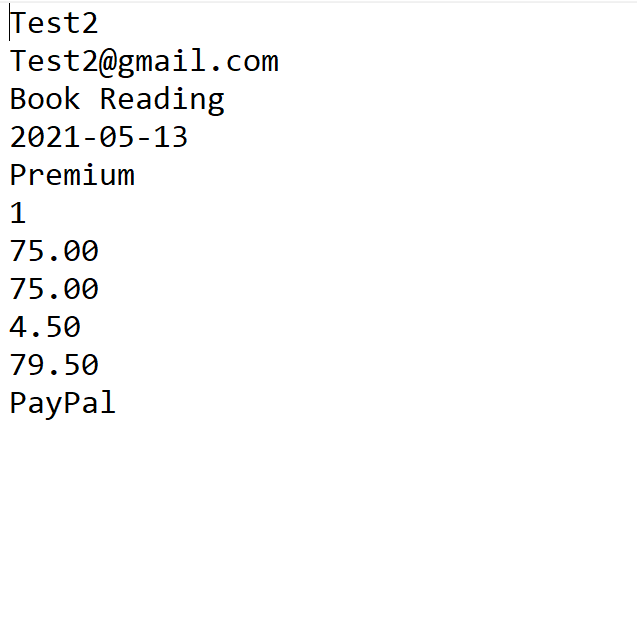 Test2
Test2@gmail.com
Book Reading
2021-05-13
Premium
1
75.00
75.00
4.50
79.50
PayPal